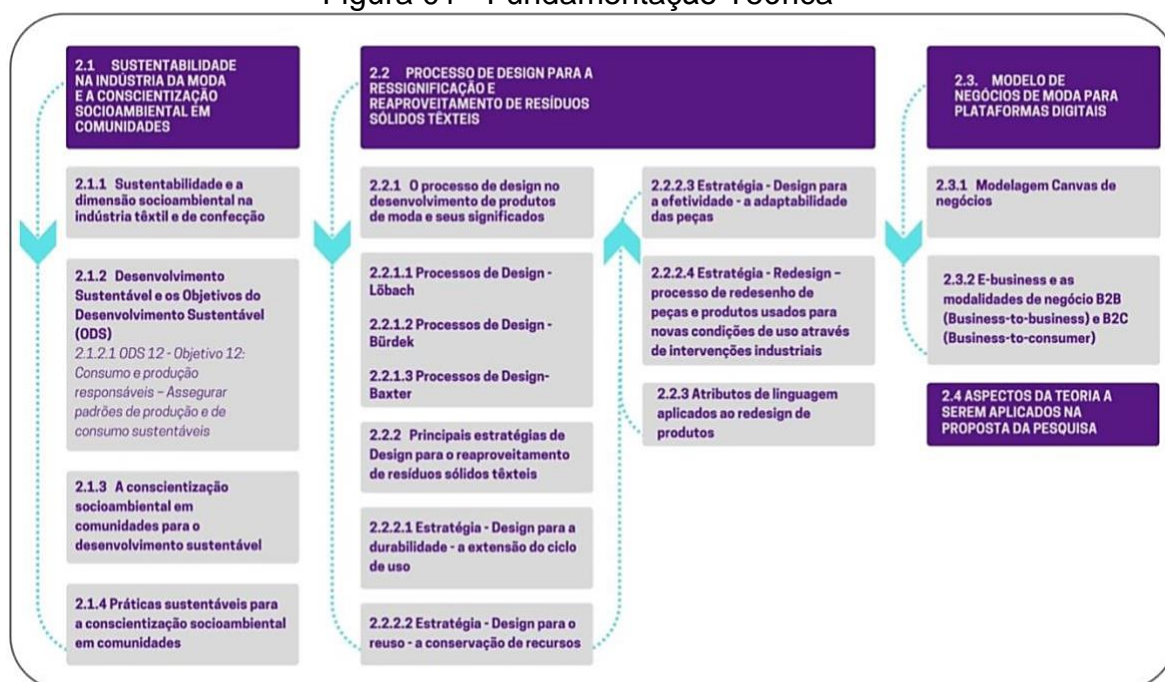 Figura 01 - Fundamentação Teórica
2.1 SUSTENTABILIDADE
NA INDÚSTRIA DA MODA
E A CONSCIENTIZAÇÃO
SOCIOAMBIENTAL EM
COMUNIDADES
2.1.1 Sustentabilidade e a
dimensão socioambiental na
indústria têxtil e de confecção
2.1.2 Desenvolvimento
Sustentável e os Objetivos do
Desenvolvimento Sustentável
(ODS)
2.1.2.1 ODS 12 - Objetivo 12:
Consumo e produção
responsáveis – Assegurar
padrões de produção e de
consumo sustentáveis
2.1.3 A conscientização
socioambiental em
comunidades para o
desenvolvimento sustentável
2.1.4 Práticas sustentáveis para
a conscientização socioambiental
em comunidades
2.2 PROCESSO DE DESIGN PARA A
RESSIGNIFICAÇÃO E
REAPROVEITAMENTO DE RESÍDUOS
SÓLIDOS TÊXTEIS
2.2.1 O processo de design no
desenvolvimento de produtos
de moda e seus significados
2.2.1.1 Processos de Design -
Löbach
2.2.1.2 Processos de Design -
Bürdek
2.2.1.3 Processos de Design-
Baxter
2.2.2 Principais estratégias de
Design para o reaproveitamento
de resíduos sólidos têxteis
2.2.2.1 Estratégia - Design para a
durabilidade - a extensão do ciclo
de uso
2.2.2.2 Estratégia - Design para o
reuso - a conservação de recursos
2.2.2.3 Estratégia - Design para
a efetividade - a adaptabilidade
das peças
2.2.2.4 Estratégia - Redesign –
processo de redesenho de
peças e produtos usados para
novas condições de uso através
de intervenções industriais
2.2.3 Atributos de linguagem
aplicados ao redesign de
produtos
2.3. MODELO DE
NEGÓCIOS DE MODA PARA
PLATAFORMAS DIGITAIS
2.3.1 Modelagem Canvas de
negócios
2.3.2 E-business e as
modalidades de negócio B2B
(Business-to-business) e B2C
(Business-to-consumer)
2.4 ASPECTOS DA TEORIA A
SEREM APLICADOS NA
PROPOSTA DA PESQUISA